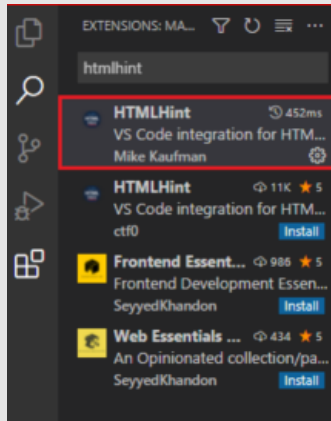 EXTENSIONS: MA...
htmlhint
HTMLHint 452ms
VS Code integration for HTM...
Mike Kaufman
HTMLHint 11K ★ 5
VS Code integration for HTM...
ctf0 Install
Frontend Essent... 986 ★ 5
Frontend Development Essen...
SeyyedKhandon Install
Web Essentials ... 434 ★ 5
An Opinionated collection/pa...
SeyyedKhandon Install